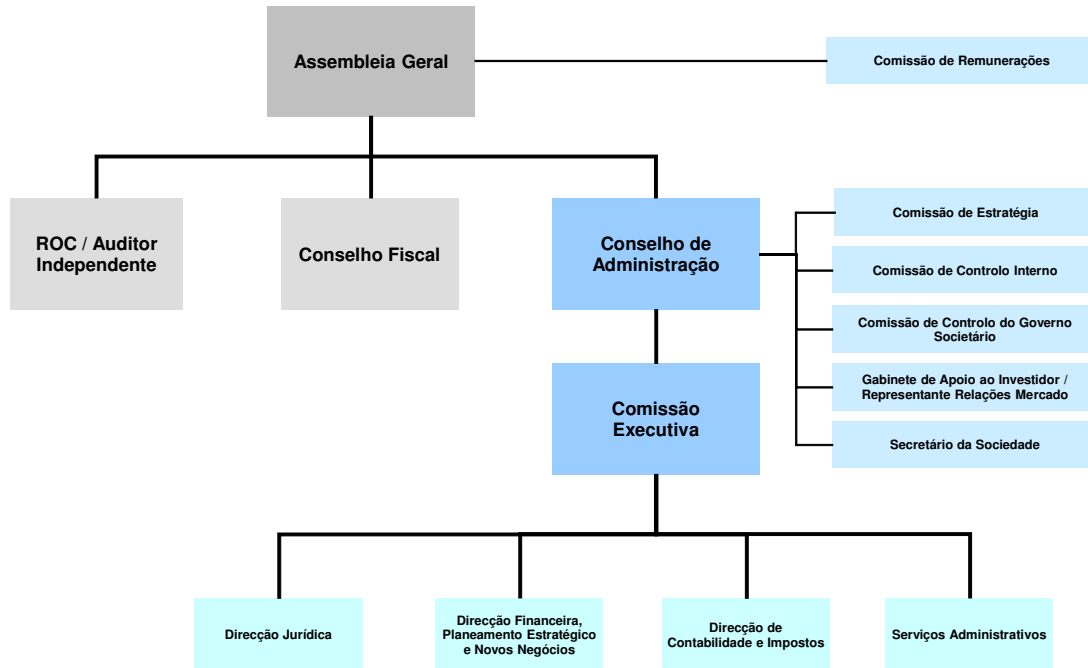 Assembleia Geral
Comissão de Remunerações
ROC / Auditor
Independente
Conselho Fiscal
Conselho de
Administração
Comissão de Estratégia
Comissão de Controlo Interno
Comissão de Controlo do Governo
Societário
Gabinete de Apoio ao Investidor /
Representante Relações Mercado
Secretário da Sociedade
Comissão
Executiva
Direcção Jurídica
Direcção Financeira,
Planeamento Estratégico
e Novos Negócios
Direcção de
Contabilidade e Impostos
Serviços Administrativos